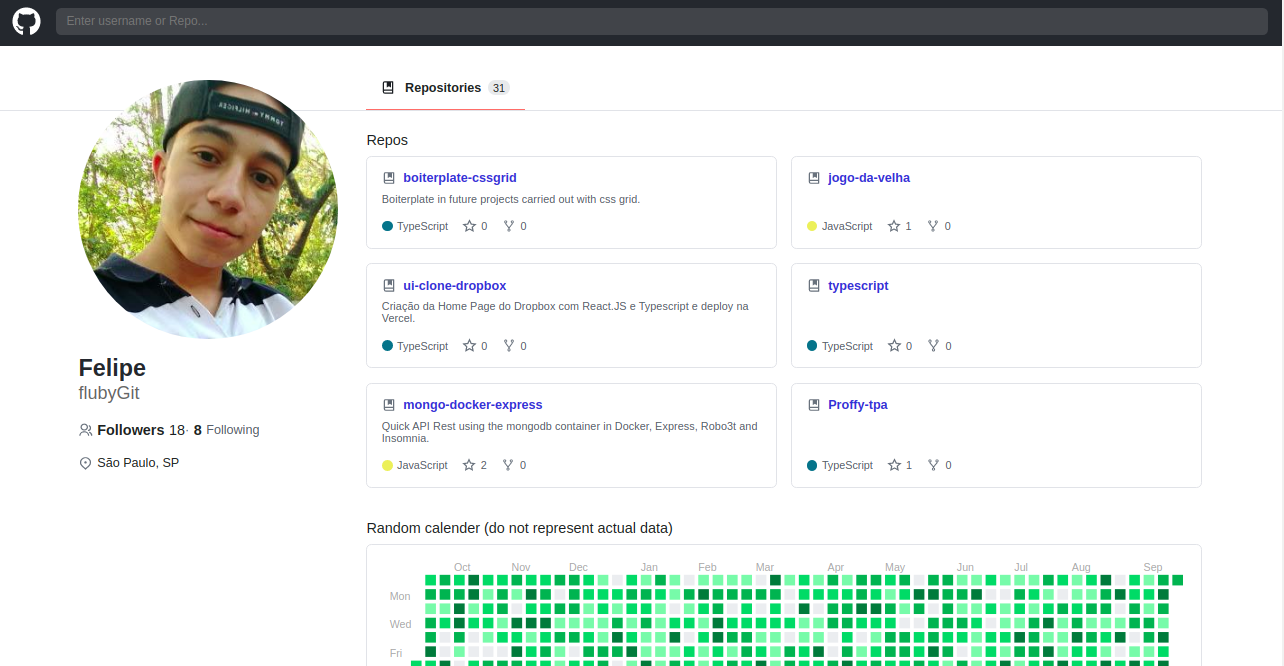 Enter username or Repo...
Repositories 31
TOMMY HILFIGER
Felipe
flubyGit
Followers 18· 8 Following
São Paulo, SP
Repos
boiterplate-cssgrid
Boiterplate in future projects carried out with css grid.
TypeScript 0 0
jogo-da-velha
JavaScript 1 0
ui-clone-dropbox
Criação da Home Page do Dropbox com React.JS e Typescript e deploy na
Vercel.
TypeScript 0 0
typescript
TypeScript 0 0
mongo-docker-express
Quick API Rest using the mongodb container in Docker, Express, Robo3t and
Insomnia.
JavaScript 2 0
Proffy-tpa
TypeScript 1 0
Random calender (do not represent actual data)
Oct Nov Dec Jan Feb Mar Apr May Jun Jul Aug Sep
Mon
Wed
Fri